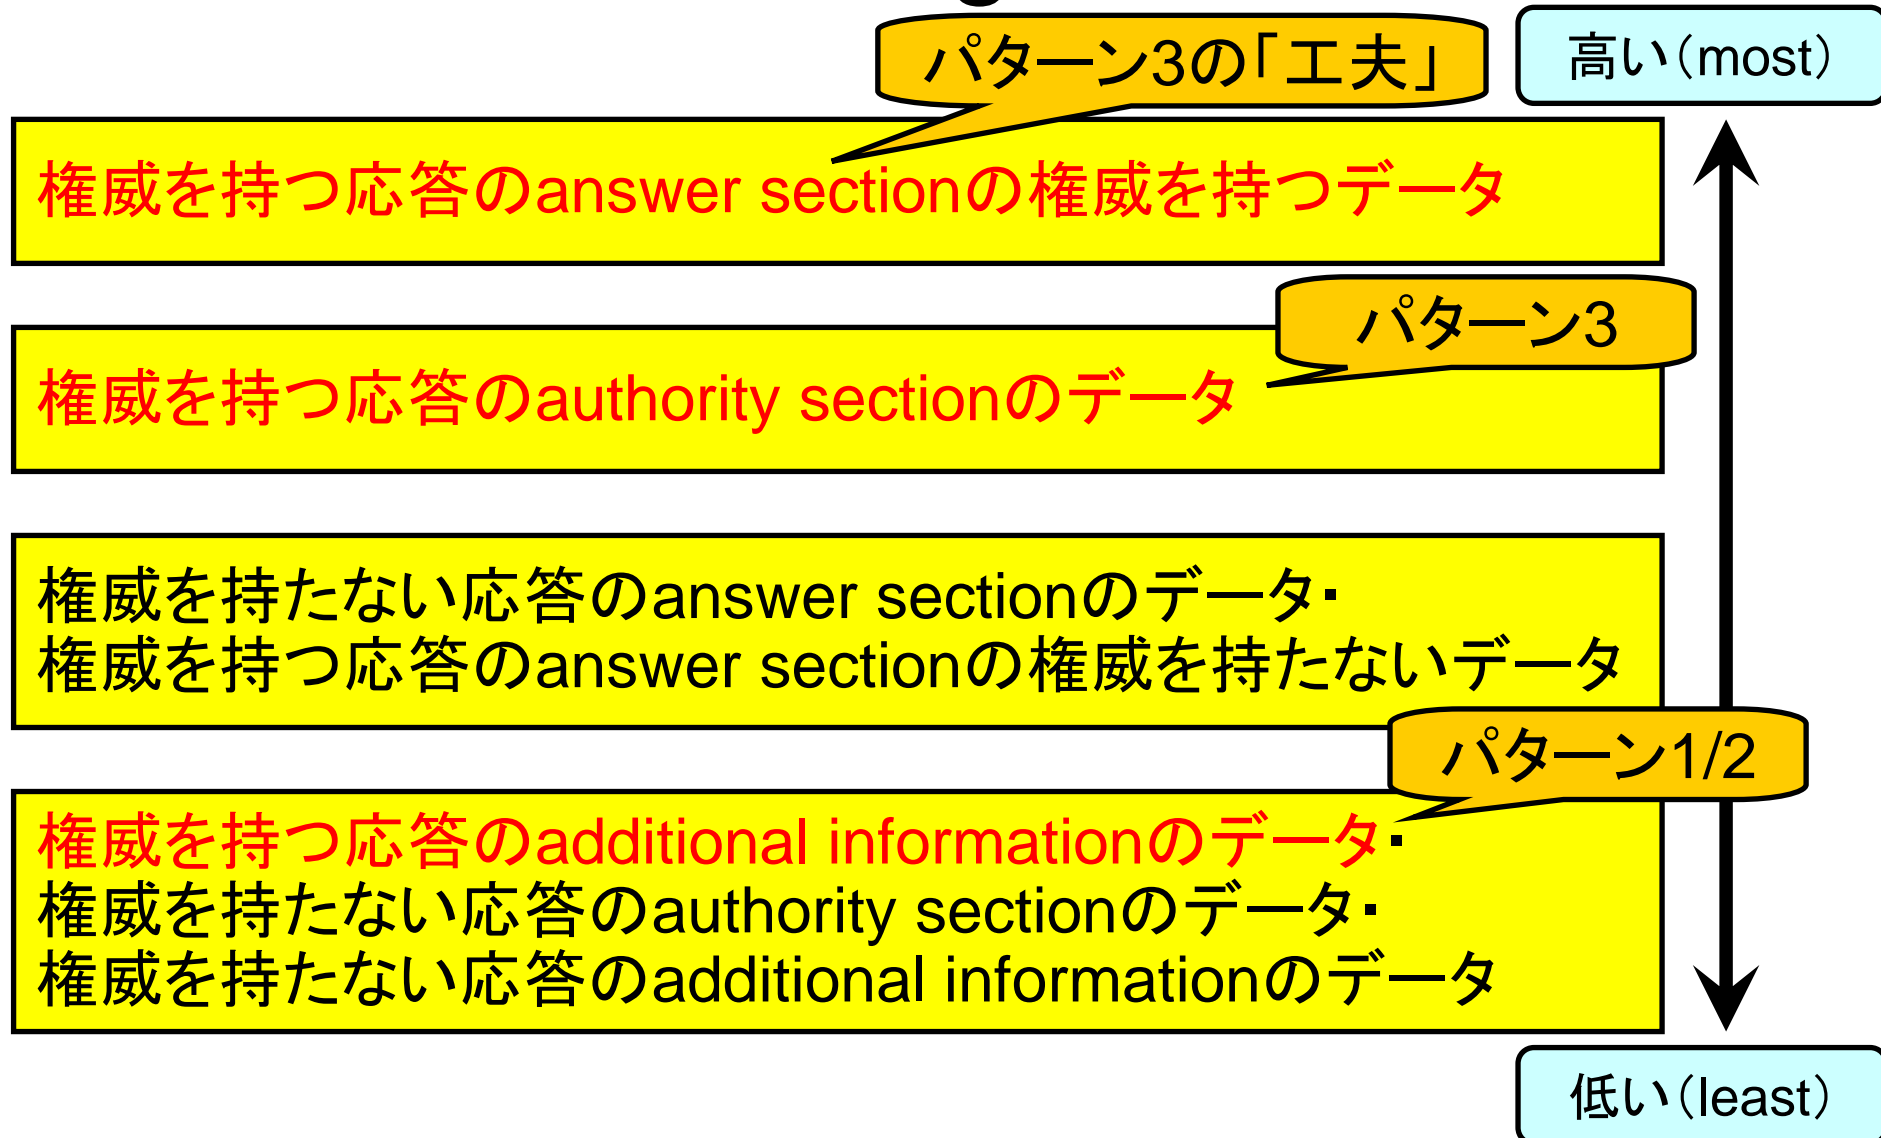 パターン3の「工夫」
高い(most)
権威を持つ応答のanswer sectionの権威を持つデータ
パターン3
権威を持つ応答のauthority sectionのデータ
権威を持たない応答のanswer sectionのデータ・
権威を持つ応答のanswer sectionの権威を持たないデータ
パターン1/2
権威を持つ応答のadditional informationのデータ・
権威を持たない応答のauthority sectionのデータ・
権威を持たない応答のadditional informationのデータ
低い(least)